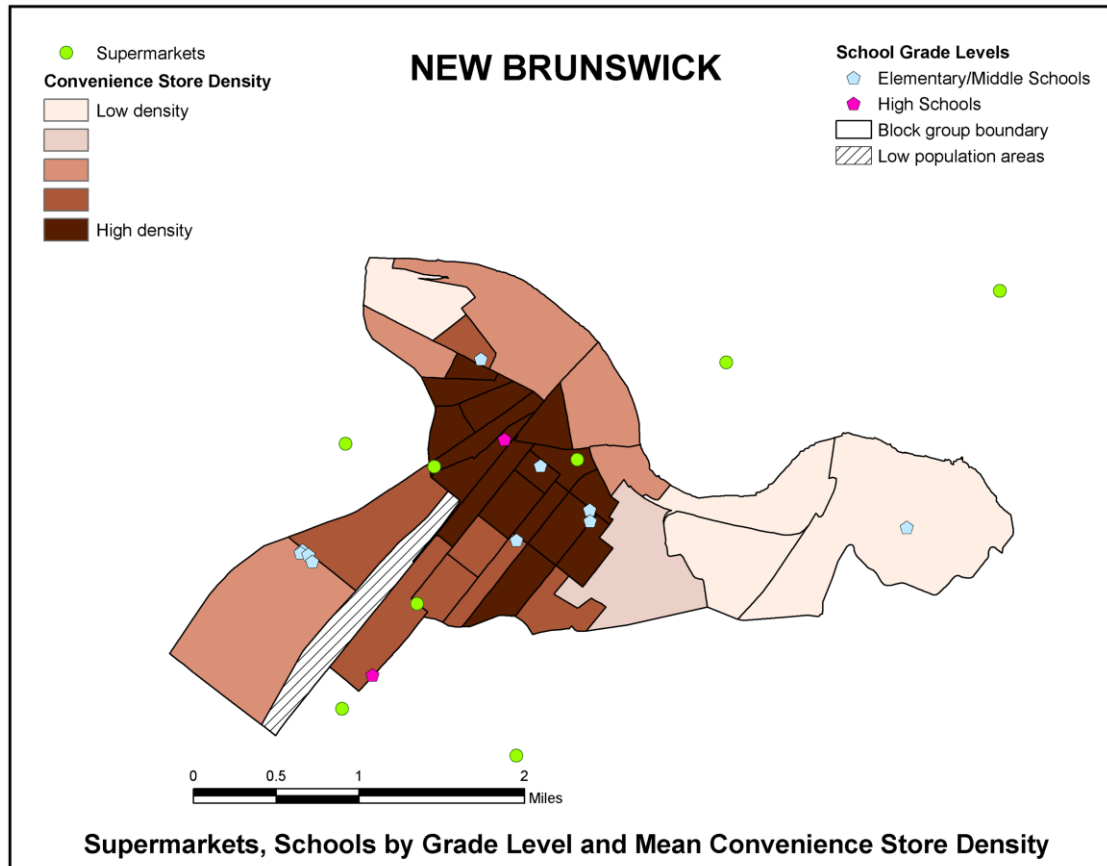 NEW BRUNSWICK
Supermarkets
Convenience Store Density
Low density
High density
School Grade Levels
Elementary/Middle Schools
High Schools
Block group boundary
Low population areas
0 0.5 1 2
Miles
Supermarkets, Schools by Grade Level and Mean Convenience Store Density